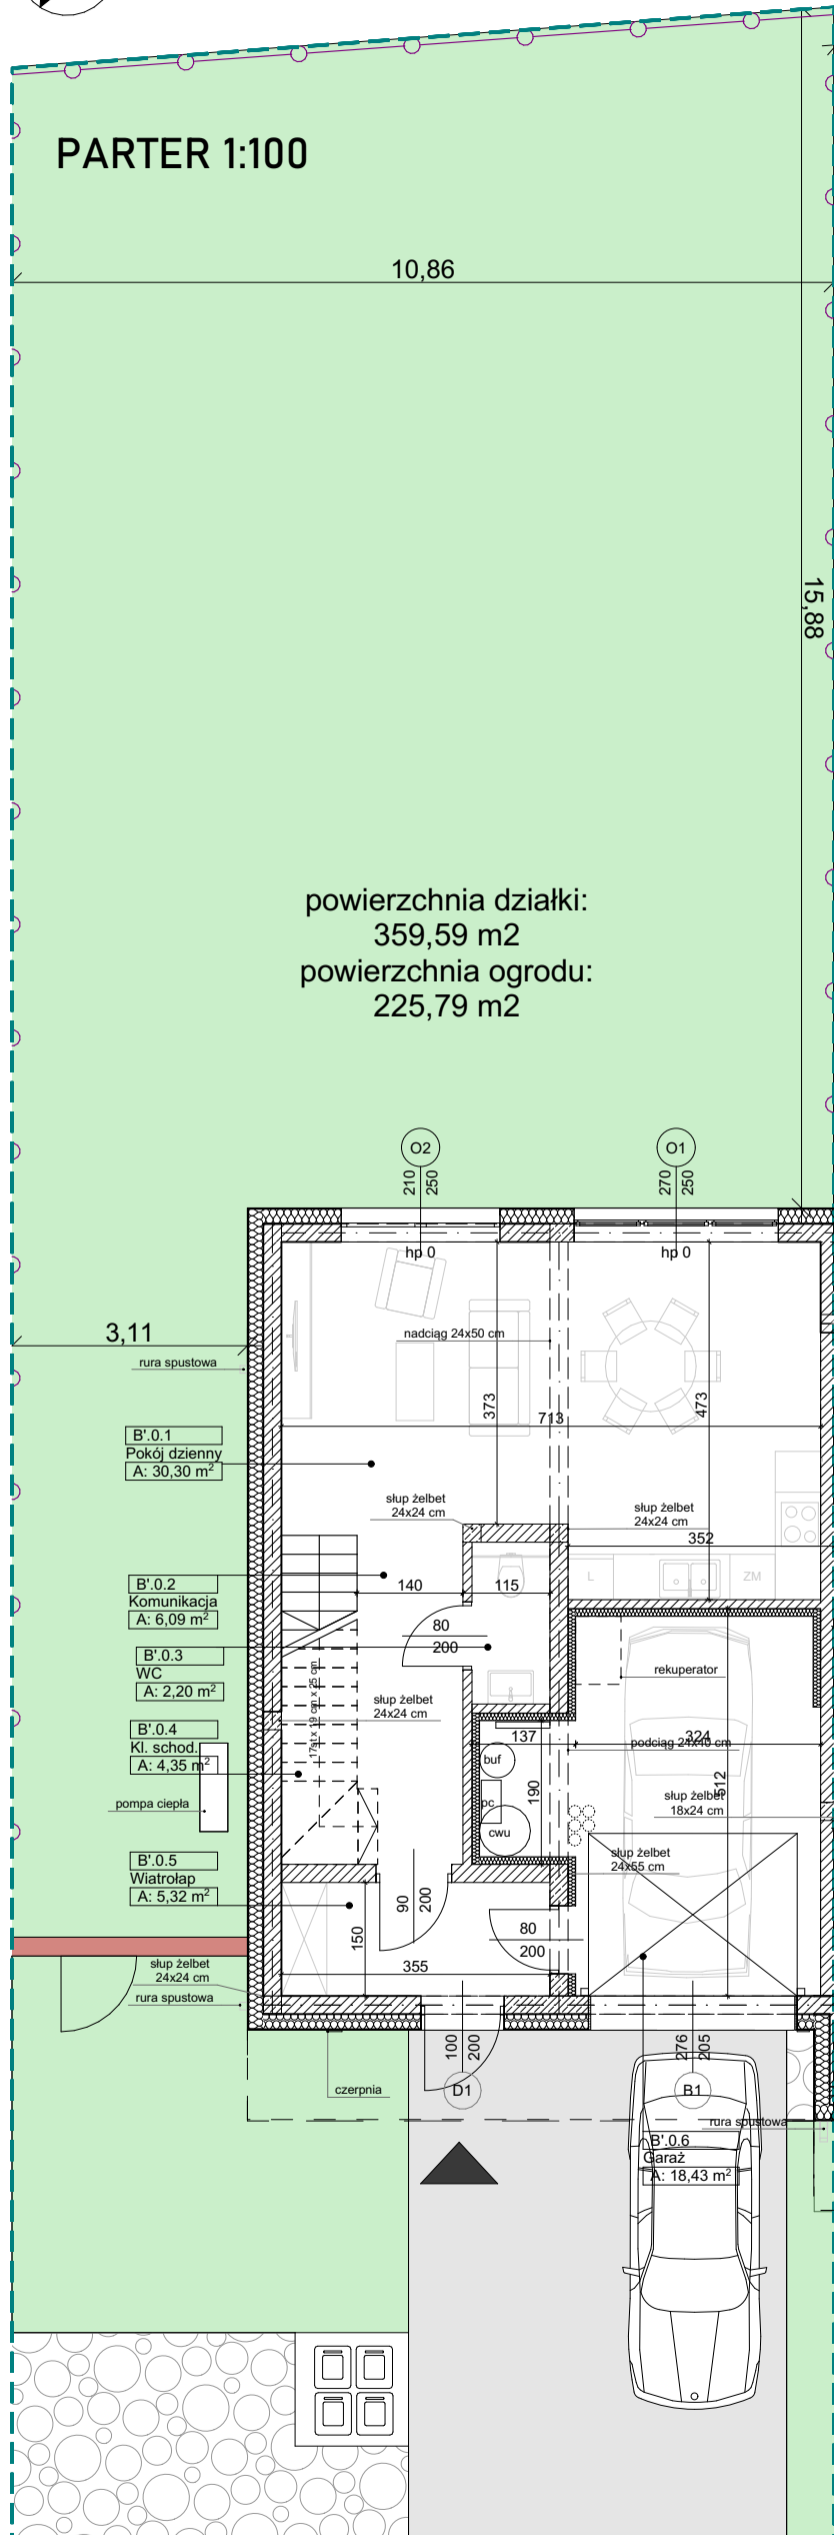 PARTER 1:100
10,86
15,88
powierzchnia działki:
359,59 m2
powierzchnia ogrodu:
225,79 m2
O2
O1
210
250
270
250
hp 0
hp 0
3,11
rura spustowa
nadciąg 24x50 cm
373
713
473
B'.0.1
Pokój dzienny
A: 30,30 m²
słup żelbet
24x24 cm
słup żelbet
24x24 cm
352
B'.0.2
Komunikacja
A: 6,09 m²
140
115
L
ZM
80
200
B'.0.3
WC
A: 2,20 m²
rekuperator
17st x 19 cm x 25 cm
słup żelbet
24x24 cm
B'.0.4
Kl. schod.
A: 4,35 m²
137
podciąg 24x40 cm
324
512
buf
pc
cwu
190
słup żelbet
18x24 cm
pompa ciepła
B'.0.5
Wiatrołap
A: 5,32 m²
słup żelbet
24x55 cm
90
200
80
200
150
355
słup żelbet
24x24 cm
rura spustowa
100
200
276
205
czerpnia
D1
B1
rura spustowa
B'.0.6
Garaż
A: 18,43 m²